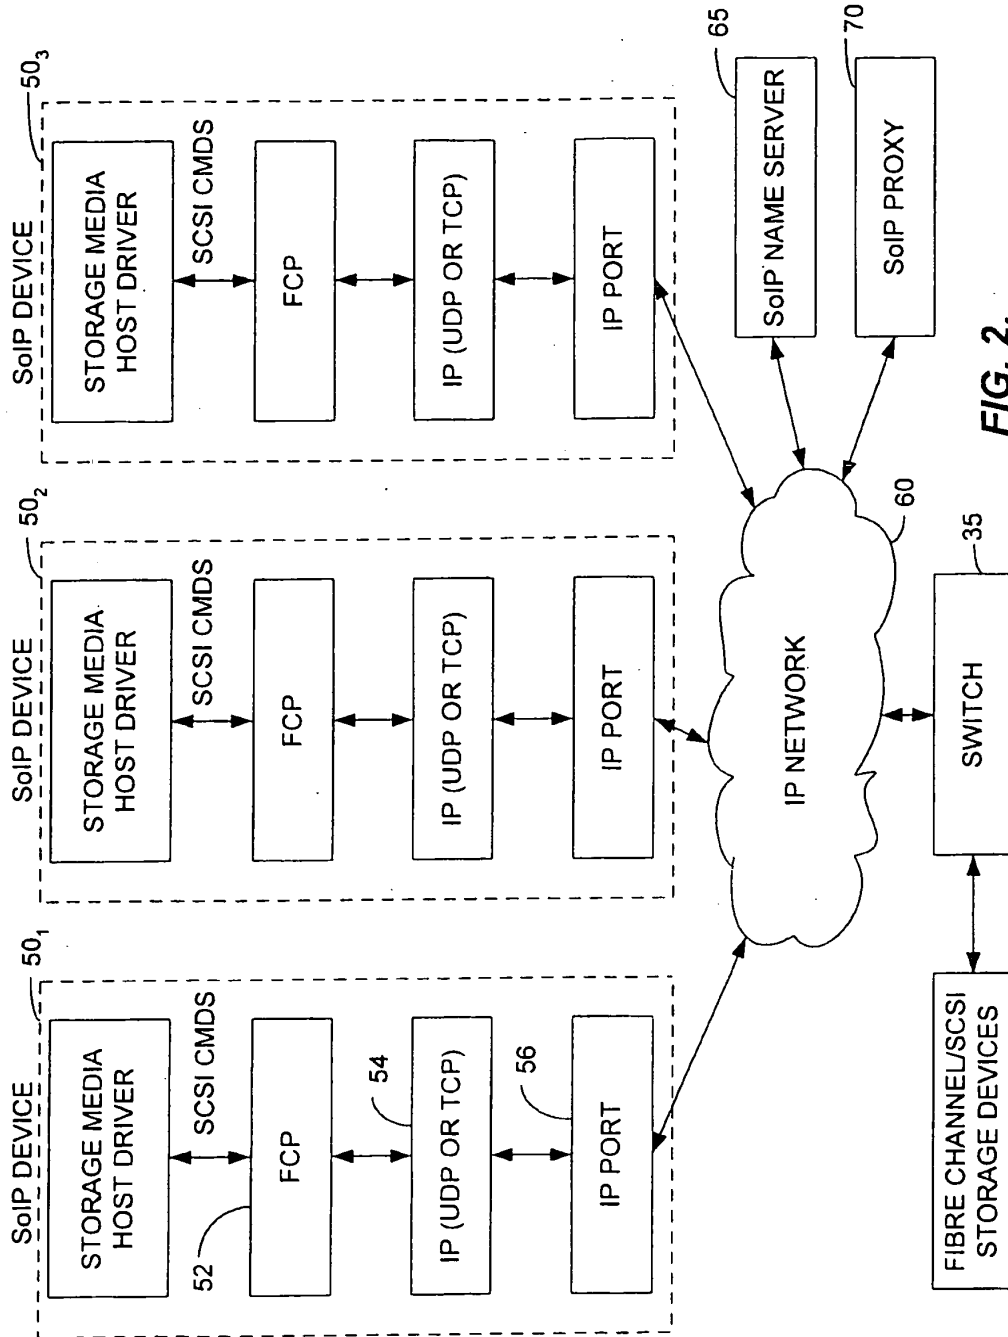 SoIP DEVICE
50₁
STORAGE MEDIA
HOST DRIVER
SCSI CMDS
52
FCP
54
IP (UDP OR TCP)
56
IP PORT
SoIP DEVICE
50₂
STORAGE MEDIA
HOST DRIVER
SCSI CMDS
FCP
IP (UDP OR TCP)
IP PORT
SoIP DEVICE
50₃
STORAGE MEDIA
HOST DRIVER
SCSI CMDS
FCP
IP (UDP OR TCP)
IP PORT
IP NETWORK
60
65
SoIP NAME SERVER
70
SoIP PROXY
35
SWITCH
FIBRE CHANNEL/SCSI
STORAGE DEVICES
FIG. 2.